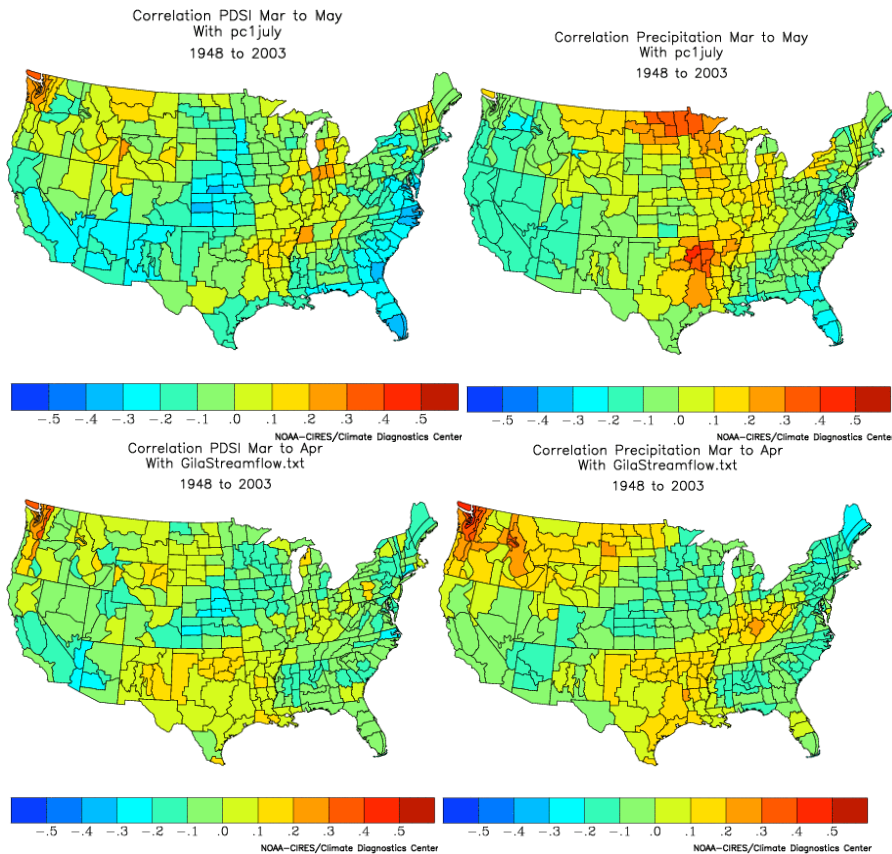 Correlation PDSI Mar to May
With pc1july
1948 to 2003
-.5 -.4 -.3 -.2 -.1 .0 .1 .2 .3 .4 .5
NOAA-CIRES/Climate Diagnostics Center
Correlation Precipitation Mar to May
With pc1july
1948 to 2003
-.5 -.4 -.3 -.2 -.1 .0 .1 .2 .3 .4 .5
NOAA-CIRES/Climate Diagnostics Center
Correlation PDSI Mar to Apr
With GilaStreamflow.txt
1948 to 2003
-.5 -.4 -.3 -.2 -.1 .0 .1 .2 .3 .4 .5
NOAA-CIRES/Climate Diagnostics Center
Correlation Precipitation Mar to Apr
With GilaStreamflow.txt
1948 to 2003
-.5 -.4 -.3 -.2 -.1 .0 .1 .2 .3 .4 .5
NOAA-CIRES/Climate Diagnostics Center